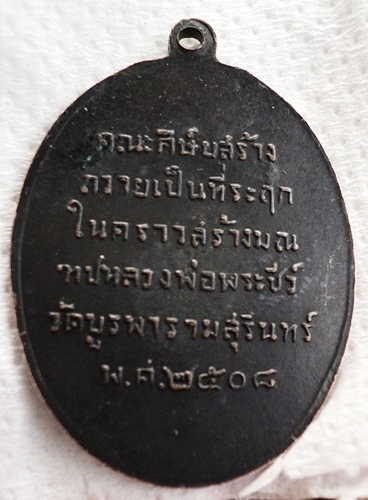 คณะศิษย์สร้าง
ถวายเป็นที่ระฤก
ในคราวสร้างมณ
ฑปหลวงพ่อพระชีว์
วัดบูรพารามสุรินทร์
พ.ศ.๒๕๐๘